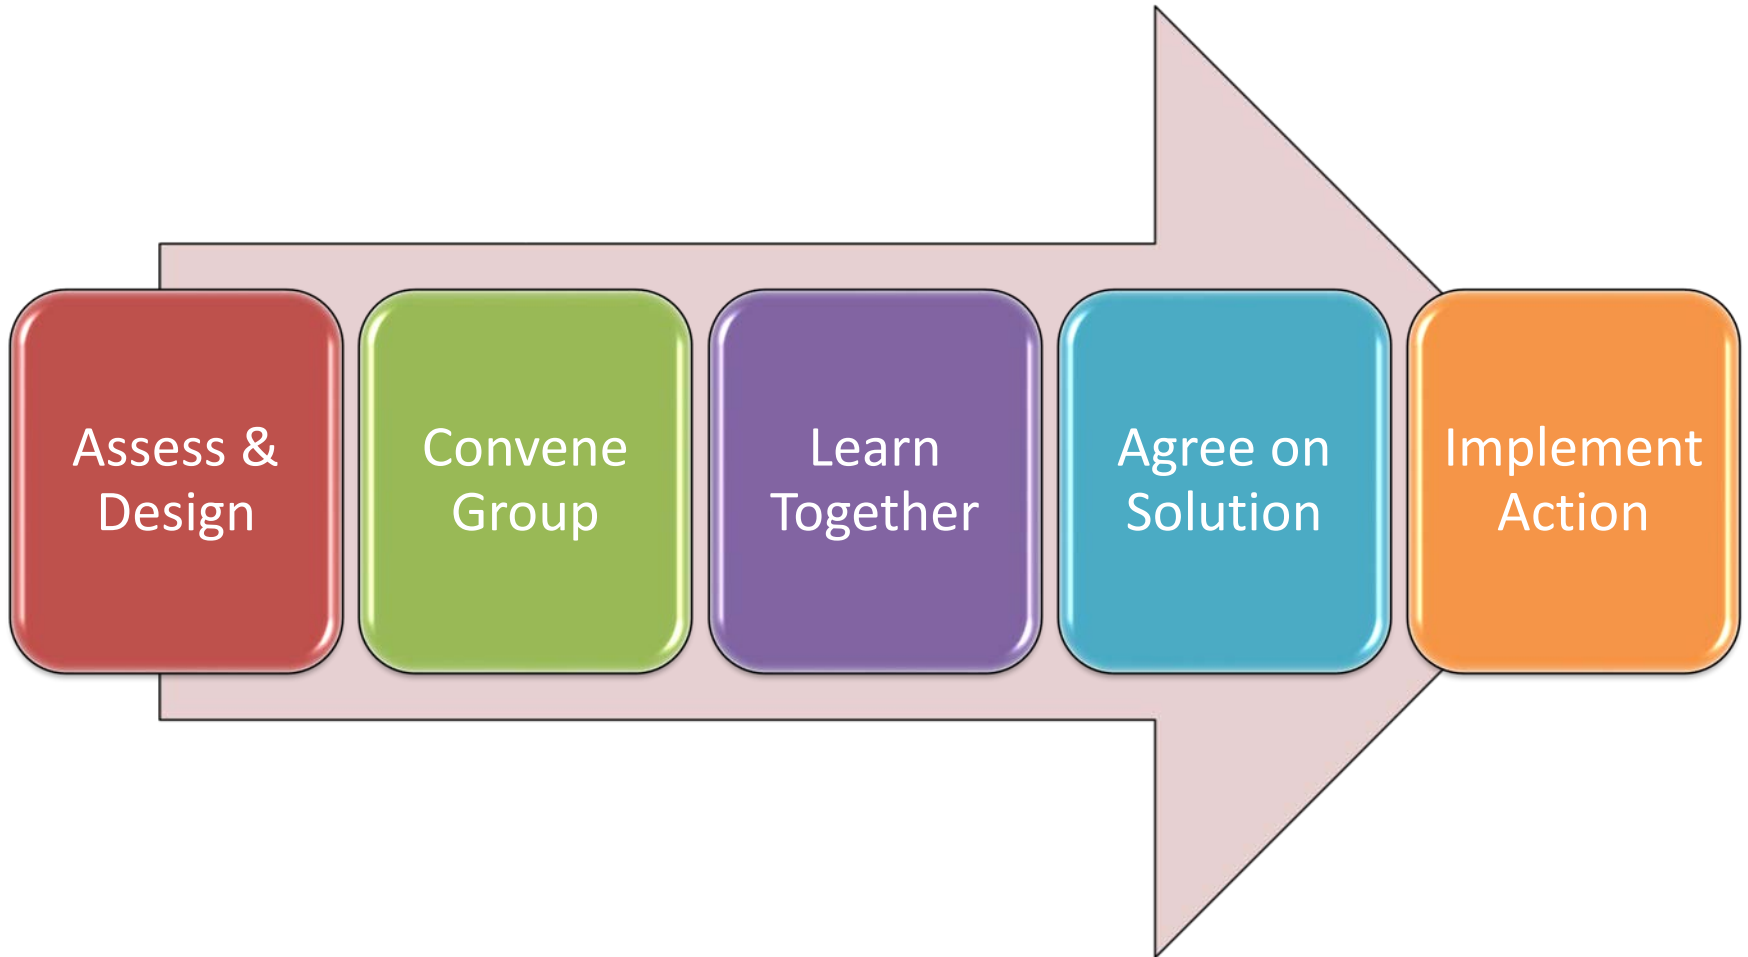 Assess &
Design
Convene
Group
Learn
Together
Agree on
Solution
Implement
Action